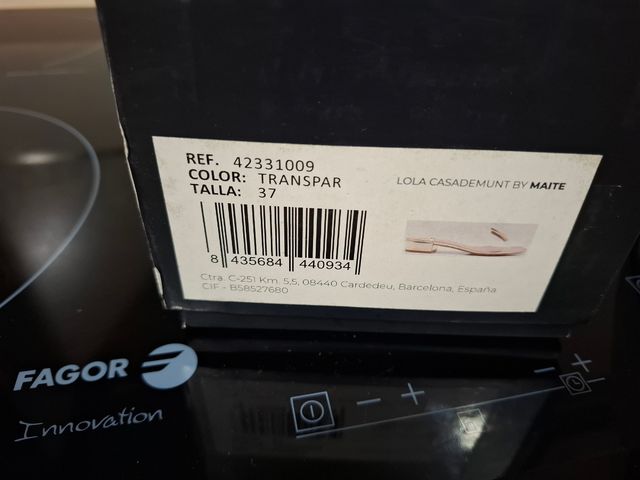 REF. 42331009
COLOR: TRANSPAR
TALLA: 37
LOLA CASADEMUNT BY MAITE
8 435684 440934
Ctra. C-251 Km. 5,5, 08440 Cardedeu, Barcelona, España
CIF - B58527680
FAGOR
Innovation